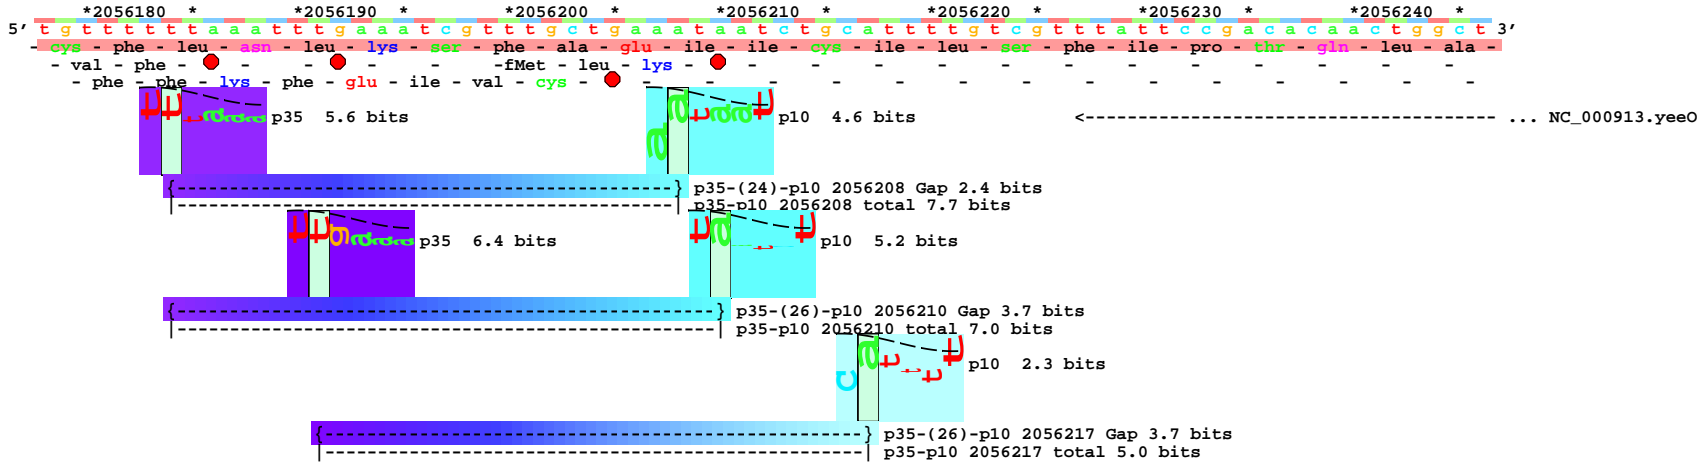 *2056180 * *2056190 * *2056200 * *2056210 * *2056220 * *2056230 * *2056240 *
5' t g t t t t t t a a a t t t g a a a t c g t t t g c t g a a a t a a t c t g c a t t t t g t c g t t t a t t c c g a c a c a a c t g g c t 3'
- cys - phe - leu - asn - leu - lys - ser - phe - ala - glu - ile - ile - cys - ile - leu - ser - phe - ile - pro - thr - gln - leu - ala -
- val - phe - - - - -fMet - leu - lys - - - - - - - - - - - -
- phe - phe - lys - phe - glu - ile - val - cys - - - - - - - - - - - - - -
t t t a a a p35 5.6 bits a a t a a t p10 4.6 bits <-------------------- ... NC_000913.yeeO
{------------------------} p35-(24)-p10 2056208 Gap 2.4 bits
|------------------------| p35-p10 2056208 total 7.7 bits
t t g a a a p35 6.4 bits t a t t p10 5.2 bits
{--------------------------} p35-(26)-p10 2056210 Gap 3.7 bits
|--------------------------| p35-p10 2056210 total 7.0 bits
c a t t t t p10 2.3 bits
{--------------------------} p35-(26)-p10 2056217 Gap 3.7 bits
|--------------------------| p35-p10 2056217 total 5.0 bits